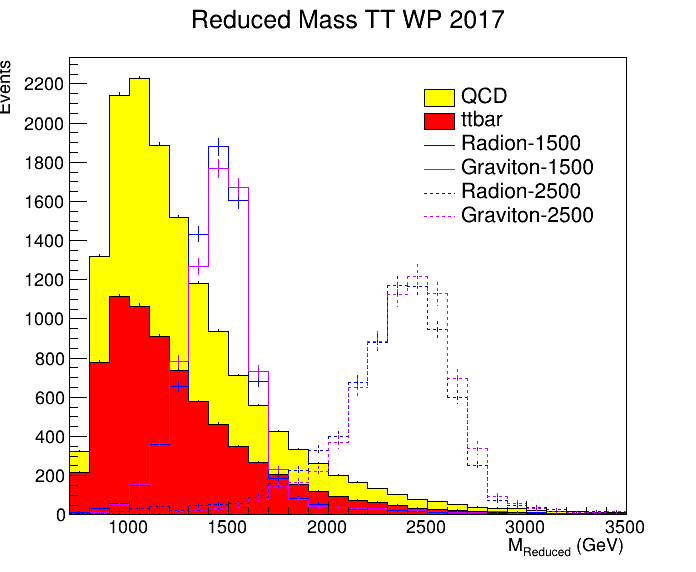 Reduced Mass TT WP 2017
Events
2200
2000
1800
1600
1400
1200
1000
800
600
400
200
0
QCD
ttbar
Radion-1500
Graviton-1500
Radion-2500
Graviton-2500
1000 1500 2000 2500 3000 3500
M_Reduced (GeV)